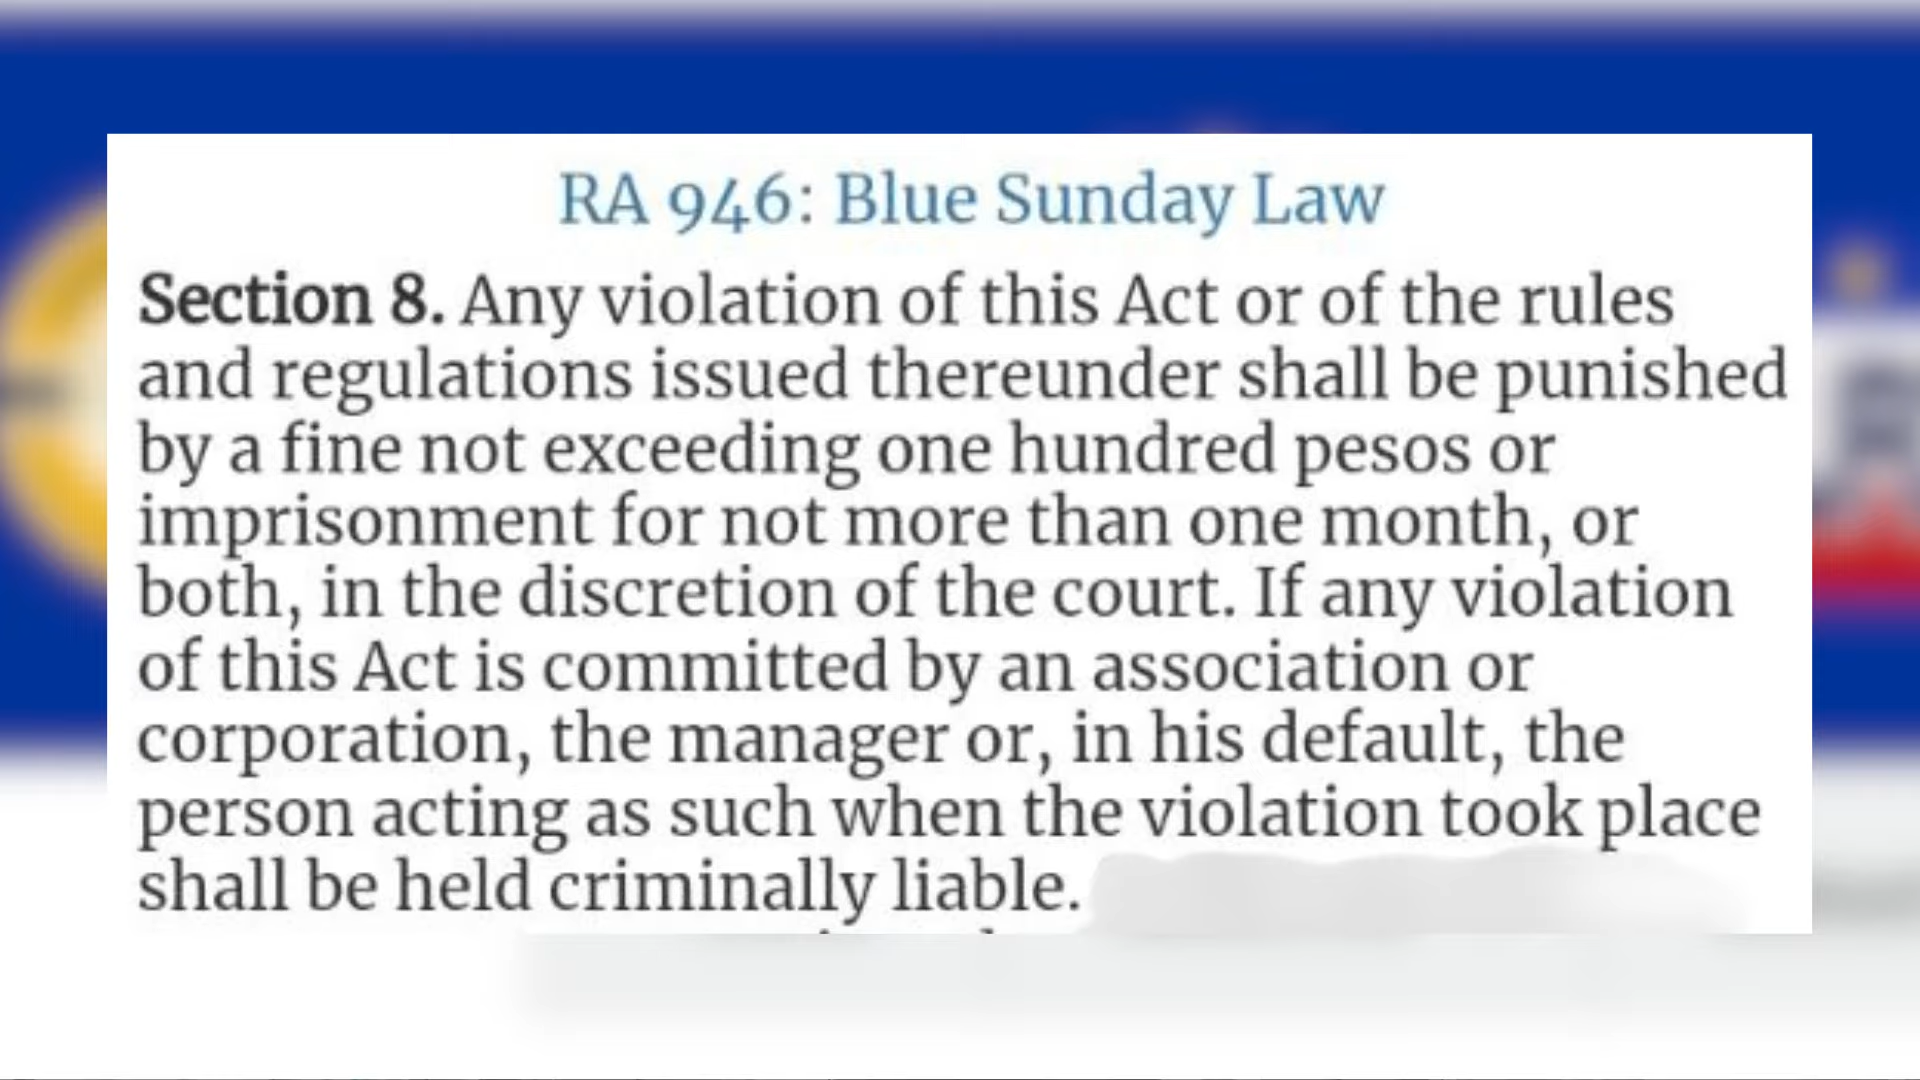 RA 946: Blue Sunday Law
Section 8. Any violation of this Act or of the rules
and regulations issued thereunder shall be punished
by a fine not exceeding one hundred pesos or
imprisonment for not more than one month, or
both, in the discretion of the court. If any violation
of this Act is committed by an association or
corporation, the manager or, in his default, the
person acting as such when the violation took place
shall be held criminally liable.